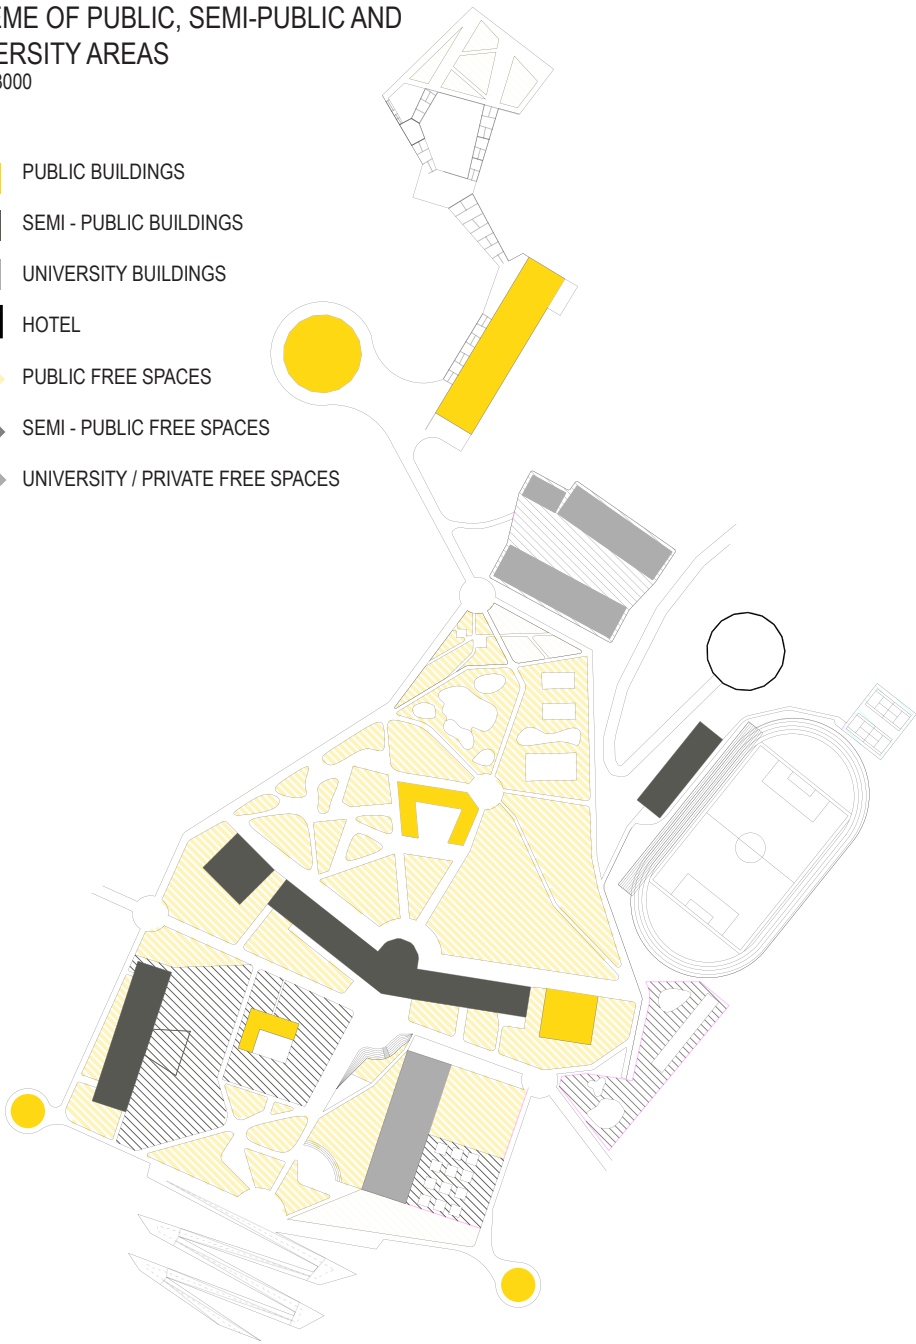 EME OF PUBLIC, SEMI-PUBLIC AND
ERSITY AREAS
3000
PUBLIC BUILDINGS
SEMI - PUBLIC BUILDINGS
UNIVERSITY BUILDINGS
HOTEL
PUBLIC FREE SPACES
SEMI - PUBLIC FREE SPACES
UNIVERSITY / PRIVATE FREE SPACES